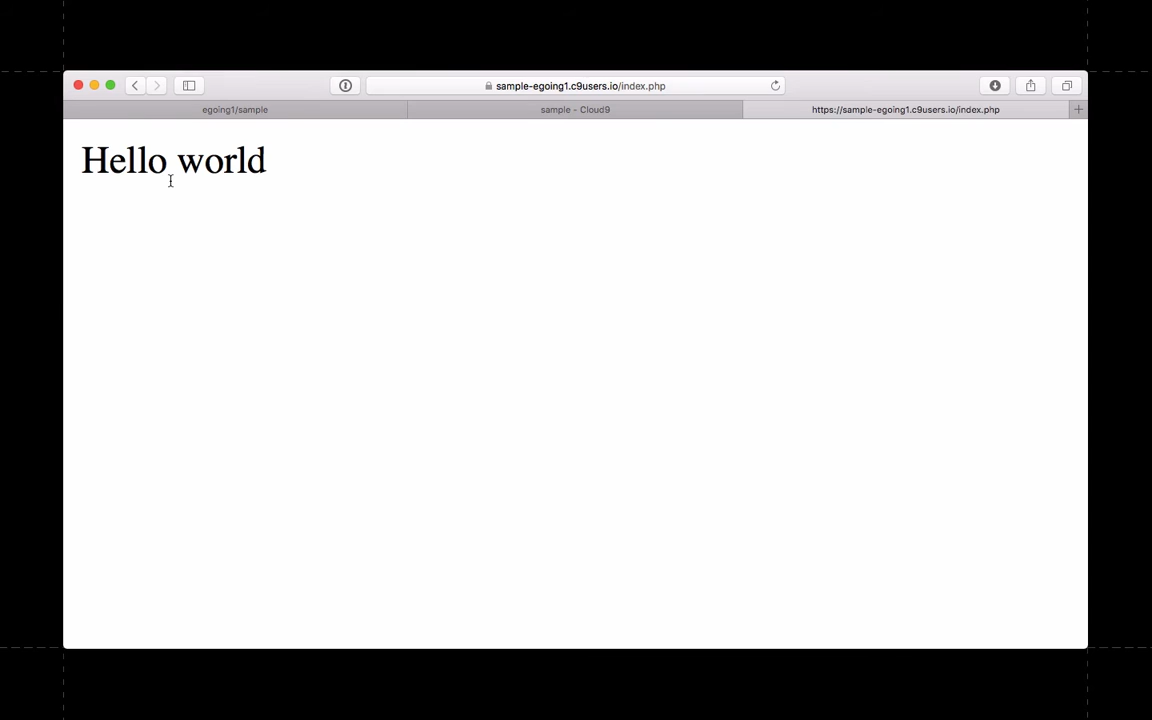 sample-egoing1.c9users.io/index.php
egoing1/sample
sample - Cloud9
https://sample-egoing1.c9users.io/index.php
Hello world